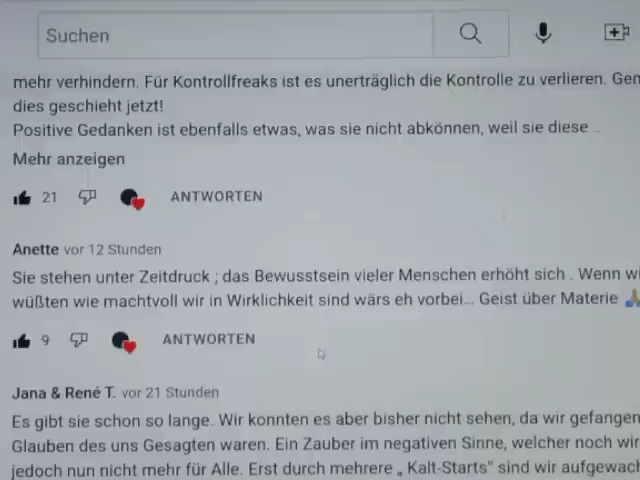 Suchen
mehr verhindern. Für Kontrollfreaks ist es unerträglich die Kontrolle zu verlieren.
dies geschieht jetzt!
Positive Gedanken ist ebenfalls etwas, was sie nicht abkönnen, weil sie diese ...
Mehr anzeigen
21 ANTWORTEN
Anette vor 12 Stunden
Sie stehen unter Zeitdruck ; das Bewusstsein vieler Menschen erhöht sich . Wenn
wüßten wie machtvoll wir in Wirklichkeit sind wärs eh vorbei... Geist über Materie 🙏
9 ANTWORTEN
Jana & René T. vor 21 Stunden
Es gibt sie schon so lange. Wir konnten es aber bisher nicht sehen, da wir gefangen
Glauben des uns Gesagten waren. Ein Zauber im negativen Sinne, welcher noch
jedoch nun nicht mehr für Alle. Erst durch mehrere „ Kalt-Starts“ sind wir